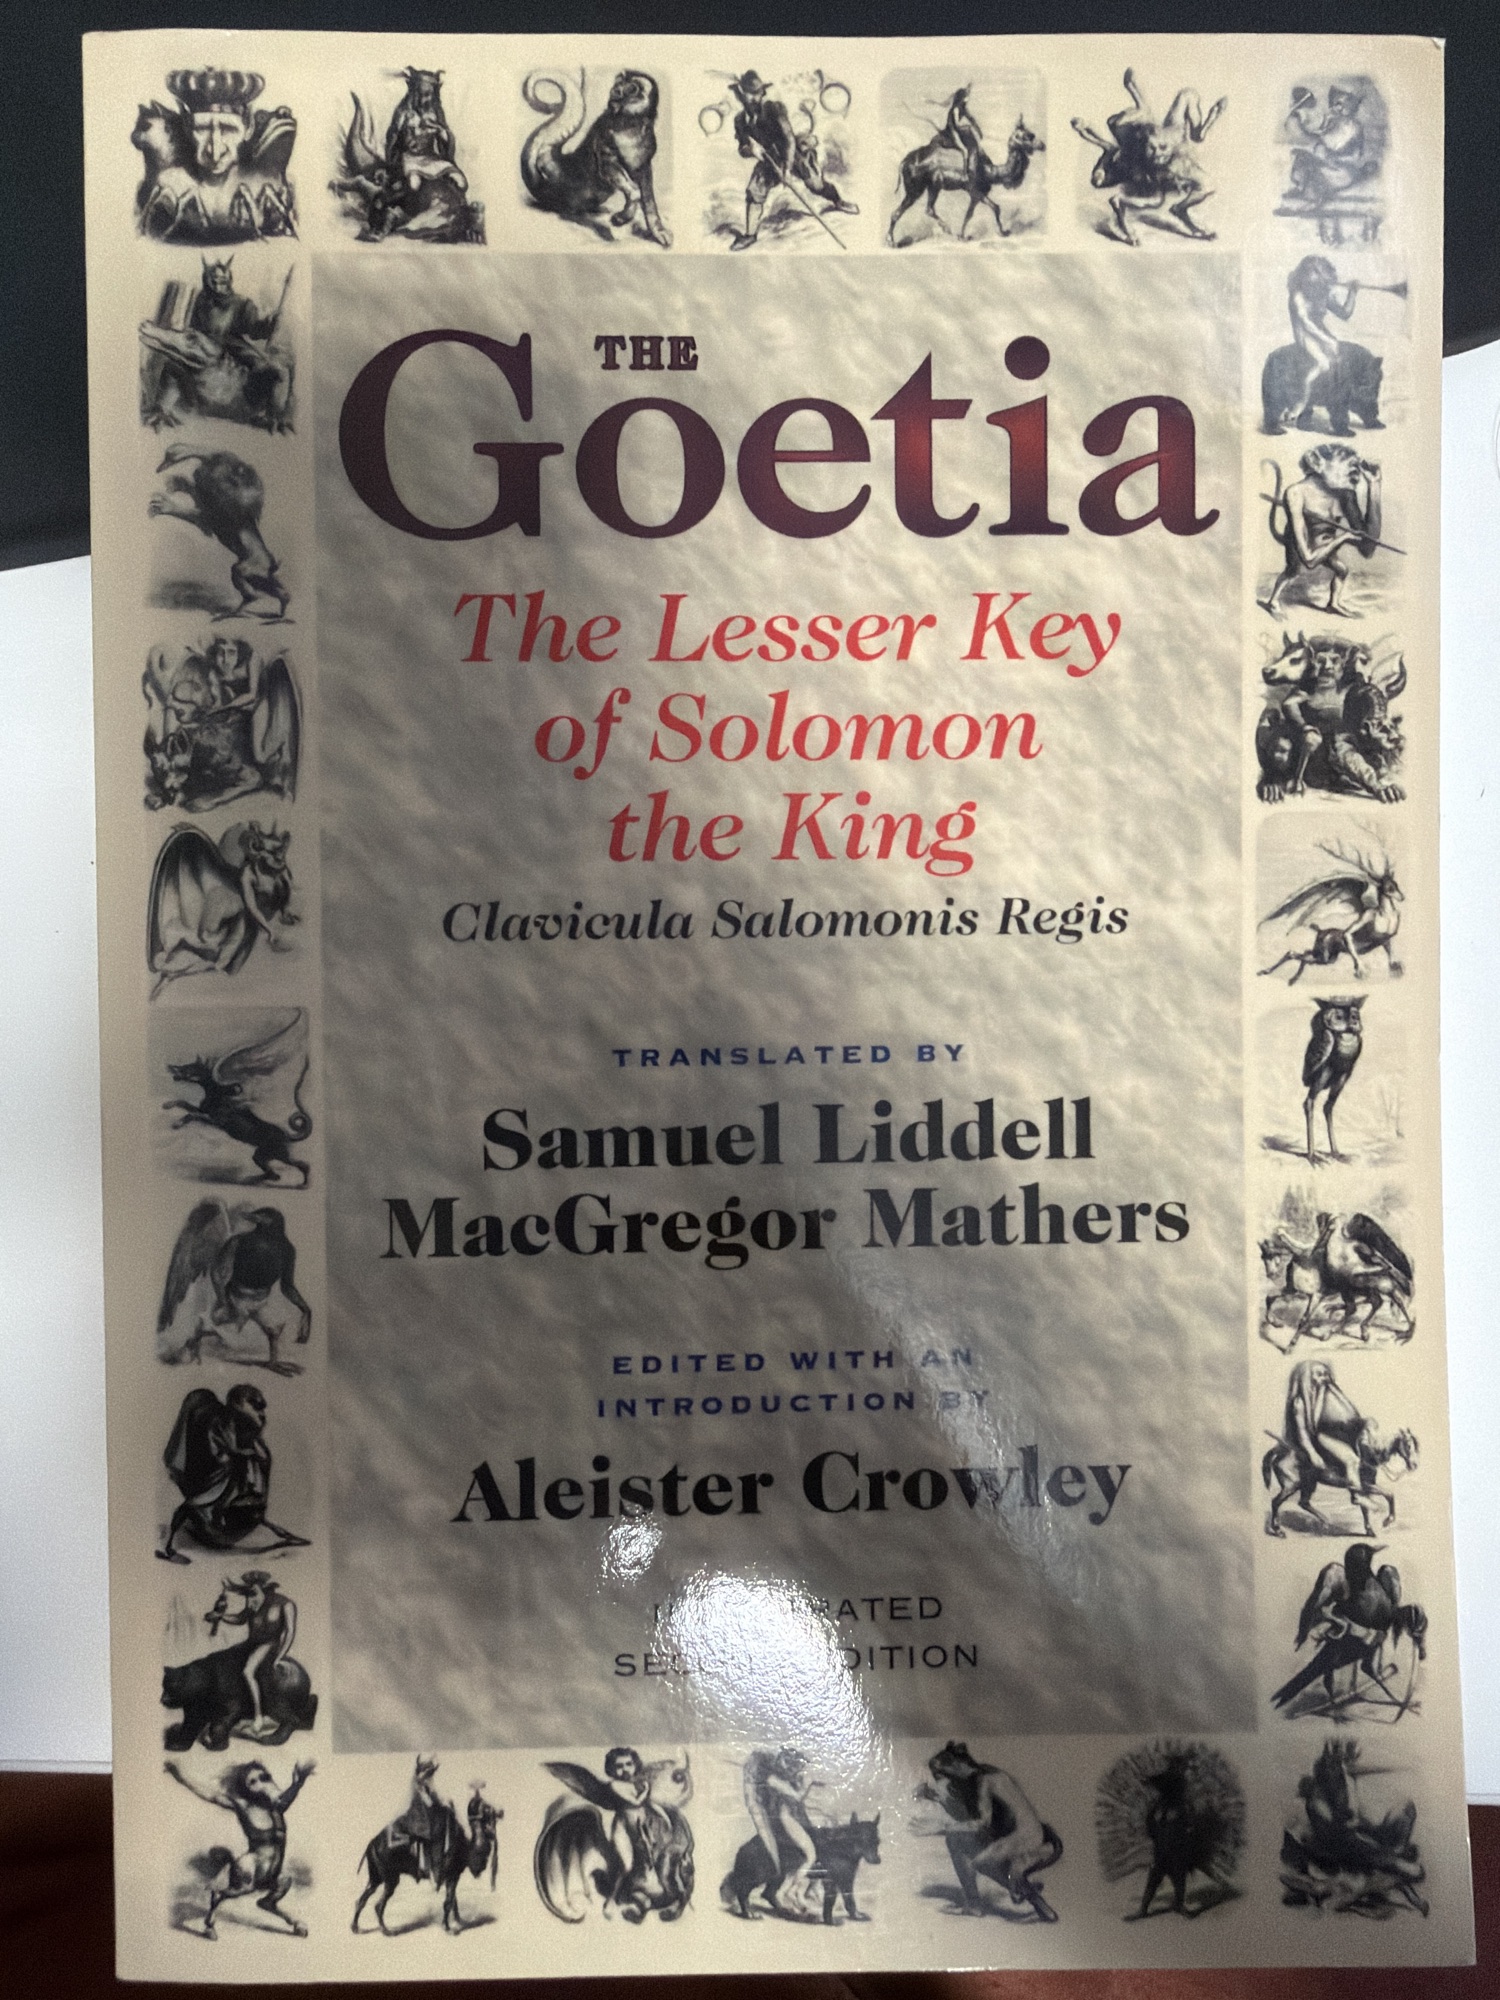 THE
Goetia
The Lesser Key
of Solomon
the King
Clavicula Salomonis Regis
TRANSLATED BY
Samuel Liddell
MacGregor Mathers
EDITED WITH AN
INTRODUCTION BY
Aleister Crowley